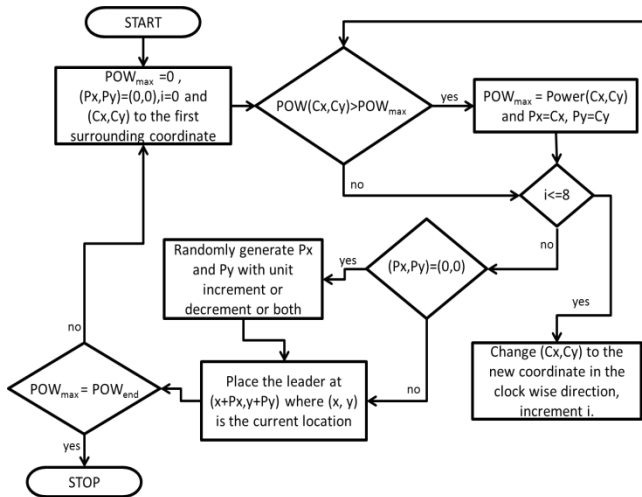 START
POWmax =0 ,
(Px,Py)=(0,0),i=0 and
(Cx,Cy) to the first
surrounding coordinate
POW(Cx,Cy)>POWmax
yes
POWmax = Power(Cx,Cy)
and Px=Cx, Py=Cy
no
i<=8
no
yes
(Px,Py)=(0,0)
yes
Randomly generate Px
and Py with unit
increment or
decrement or both
no
Change (Cx,Cy) to the
new coordinate in the
clock wise direction,
increment i.
Place the leader at
(x+Px,y+Py) where (x, y)
is the current location
no
POWmax = POWend
yes
STOP